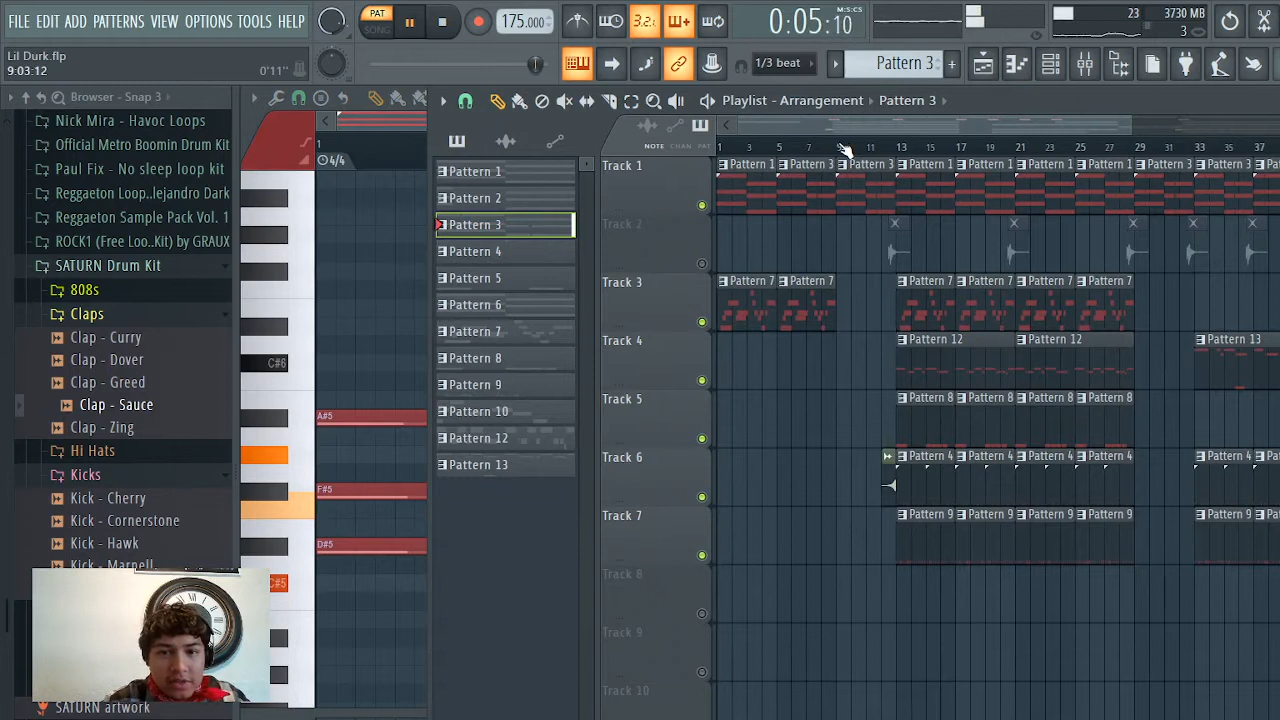 FILE EDIT ADD PATTERNS VIEW OPTIONS TOOLS HELP
PAT
SONG
175.000
3.2.
0:05:10
M:S:CS
23
3730 MB
3
Lil Durk.flp
9:03:12
0'11"
1/3 beat
Pattern 3
Browser - Snap 3
Nick Mira - Havoc Loops
Official Metro Boomin Drum Kit
Paul Fix - No sleep loop kit
Reggaeton Loop..lejandro Dark
Reggaeton Sample Pack Vol. 1
ROCK1 (Free Loo..Kit) by GRAUX
SATURN Drum Kit
808s
Claps
Clap - Curry
Clap - Dover
Clap - Greed
Clap - Sauce
Clap - Zing
Hi Hats
Kicks
Kick - Cherry
Kick - Cornerstone
Kick - Hawk
Kick - Marnell
SATURN artwork
1
4/4
C#6
A#5
F#5
D#5
C#5
Pattern 1
Pattern 2
Pattern 3
Pattern 4
Pattern 5
Pattern 6
Pattern 7
Pattern 8
Pattern 9
Pattern 10
Pattern 12
Pattern 13
Playlist - Arrangement Pattern 3
NOTE CHAN PAT
1 3 5 7 9 11 13 15 17 19 21 23 25 27 29 31 33 35 37
Track 1
Pattern 1 Pattern 3 Pattern 3 Pattern 1 Pattern 1 Pattern 1 Pattern 1 Pattern 1 Pattern 3
Track 2
Track 3
Pattern 7 Pattern 7 Pattern 7 Pattern 7 Pattern 7 Pattern 7
Track 4
Pattern 12 Pattern 12 Pattern 13
Track 5
Pattern 8 Pattern 8 Pattern 8 Pattern 8
Track 6
Pattern 4 Pattern 4 Pattern 4 Pattern 4 Pattern 4
Track 7
Pattern 9 Pattern 9 Pattern 9 Pattern 9 Pattern 9
Track 8
Track 9
Track 10